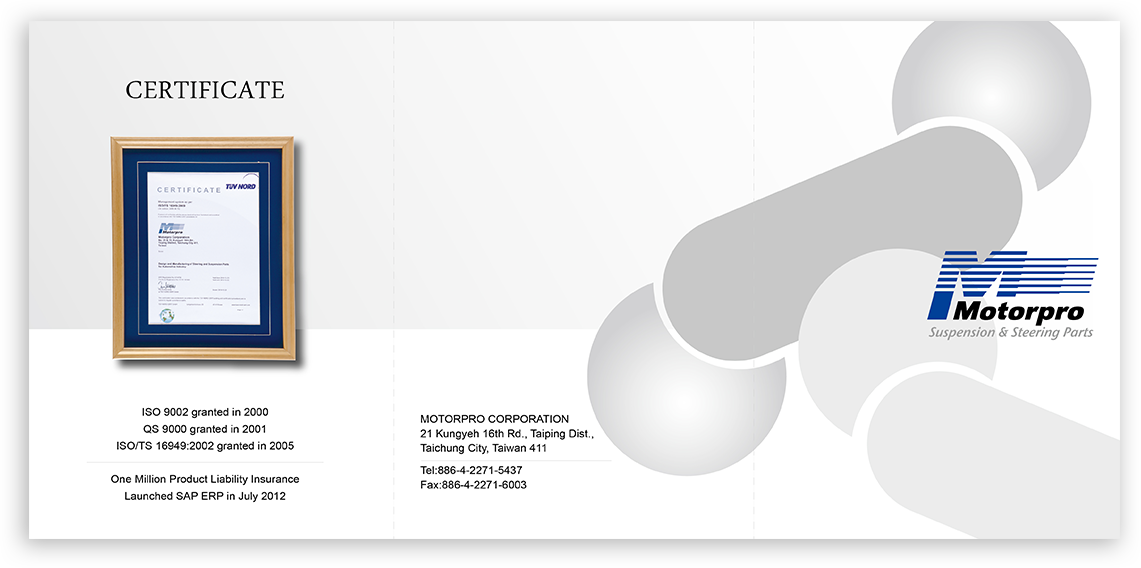 CERTIFICATE
CERTIFICATE
TÜV NORD
Motorpro
ISO 9002 granted in 2000
QS 9000 granted in 2001
ISO/TS 16949:2002 granted in 2005
One Million Product Liability Insurance
Launched SAP ERP in July 2012
MOTORPRO CORPORATION
21 Kungyeh 16th Rd., Taiping Dist.,
Taichung City, Taiwan 411
Tel:886-4-2271-5437
Fax:886-4-2271-6003
Motorpro
Suspension & Steering Parts